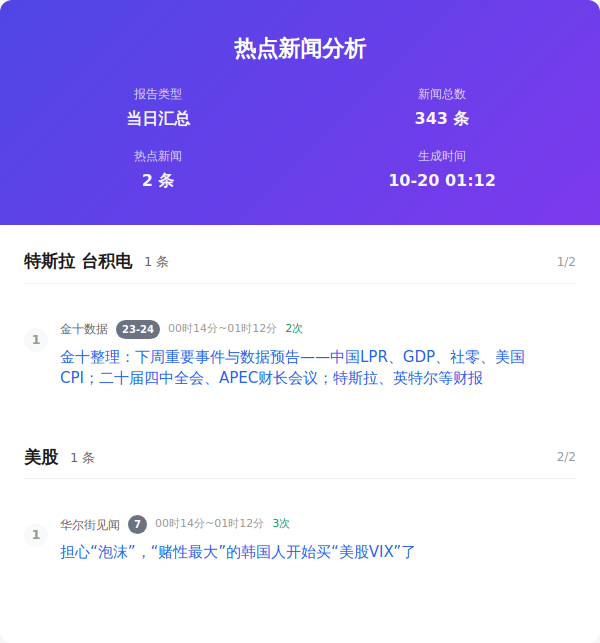 热点新闻分析
报告类型 新闻总数
当日汇总 343 条
热点新闻 生成时间
2 条 10-20 01:12
特斯拉 台积电 1 条 1/2
1 金十数据 23-24 00时14分~01时12分 2次
金十整理：下周重要事件与数据预告——中国LPR、GDP、社零、美国
CPI；二十届四中全会、APEC财长会议；特斯拉、英特尔等财报
美股 1 条 2/2
1 华尔街见闻 7 00时14分~01时12分 3次
担心“泡沫”，“赌性最大”的韩国人开始买“美股VIX”了